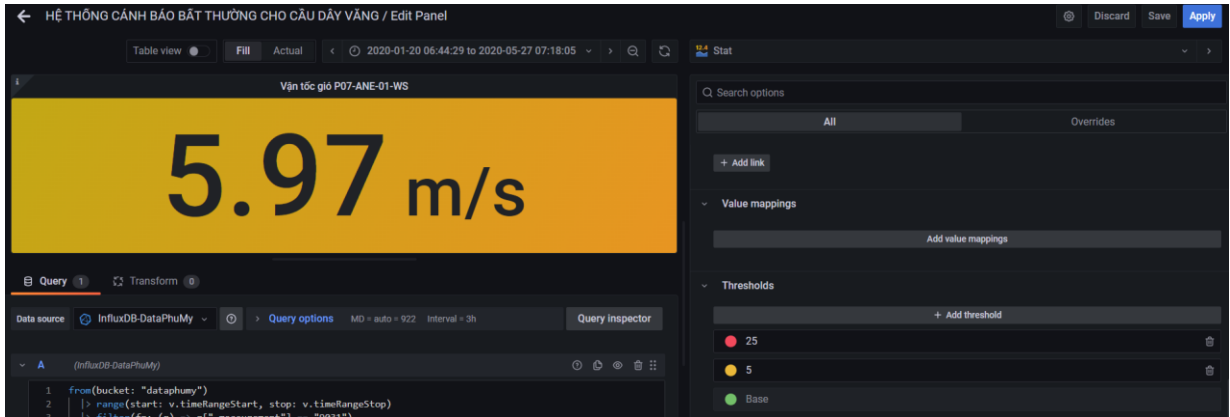 HỆ THỐNG CẢNH BÁO BẤT THƯỜNG CHO CẦU DÂY VĂNG / Edit Panel
Discard Save Apply
Table view Fill Actual 2020-01-20 06:44:29 to 2020-05-27 07:18:05
12.4 Stat
Vận tốc gió P07-ANE-01-WS
5.97 m/s
Search options
All Overrides
+ Add link
Value mappings
Add value mappings
Thresholds
+ Add threshold
25
5
Base
Query 1 Transform 0
Data source InfluxDB-DataPhuMy Query options MD = auto = 922 Interval = 3h Query inspector
A (InfluxDB-DataPhuMy)
1 from(bucket: "dataphumy")
2 |> range(start: v.timeRangeStart, stop: v.timeRangeStop)